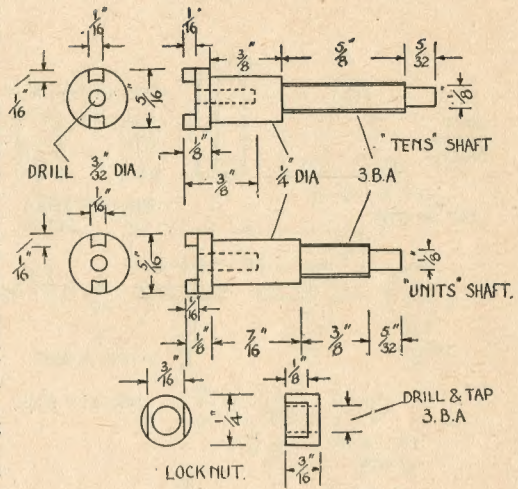 1/16"
1/16"
3/8"
5/8"
5/32"
1/16"
5/16"
1/8"
DRILL 3/32" DIA.
1/8"
3/8"
1/4" DIA
3.B.A
"TENS" SHAFT
1/16"
1/16"
5/16"
1/8"
"UNITS" SHAFT.
1/16"
1/8"
7/16"
3/8"
5/32"
3/16"
1/8"
1/4"
DRILL & TAP
3.B.A
LOCK NUT.
3/16"